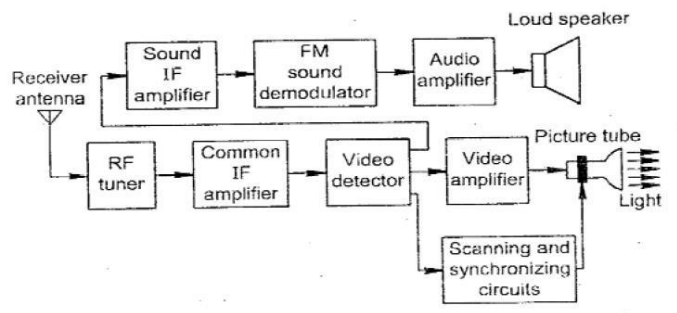 Loud speaker
Sound
IF
amplifier
FM
sound
demodulator
Audio
amplifier
Receiver
antenna
Picture tube
RF
tuner
Common
IF
amplifier
Video
detector
Video
amplifier
Light
Scanning and
synchronizing
circuits